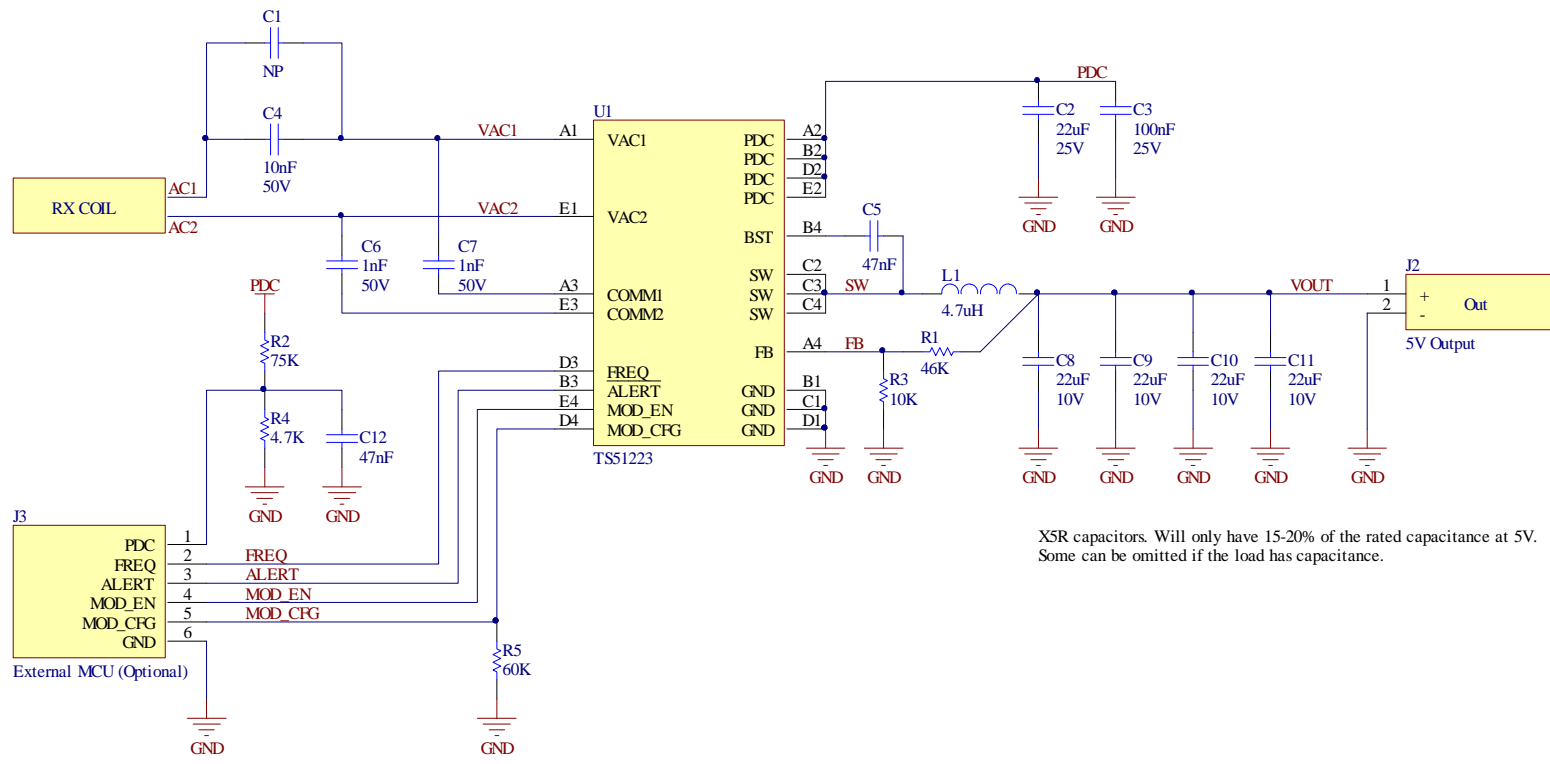 C1
NP
C4
10nF
50V
RX COIL
AC1
AC2
VAC1
VAC2
A1
E1
C6
1nF
50V
C7
1nF
50V
A3
E3
U1
VAC1
VAC2
COMM1
COMM2
FREQ
ALERT
MOD_EN
MOD_CFG
PDC
PDC
PDC
PDC
BST
SW
SW
SW
FB
GND
GND
GND
TS51223
D3
B3
E4
D4
A2
B2
D2
E2
B4
C2
C3
C4
A4
B1
C1
D1
PDC
C2
22uF
25V
C3
100nF
25V
GND
GND
C5
47nF
SW
L1
4.7uH
FB
R1
46K
R3
10K
GND
GND
C8
22uF
10V
C9
22uF
10V
C10
22uF
10V
C11
22uF
10V
GND
GND
GND
GND
GND
VOUT
1
2
J2
+
-
Out
5V Output
PDC
R2
75K
R4
4.7K
C12
47nF
GND
GND
J3
PDC
FREQ
ALERT
MOD_EN
MOD_CFG
GND
1
2
3
4
5
6
FREQ
ALERT
MOD_EN
MOD_CFG
External MCU (Optional)
R5
60K
GND
GND
X5R capacitors. Will only have 15-20% of the rated capacitance at 5V.
Some can be omitted if the load has capacitance.